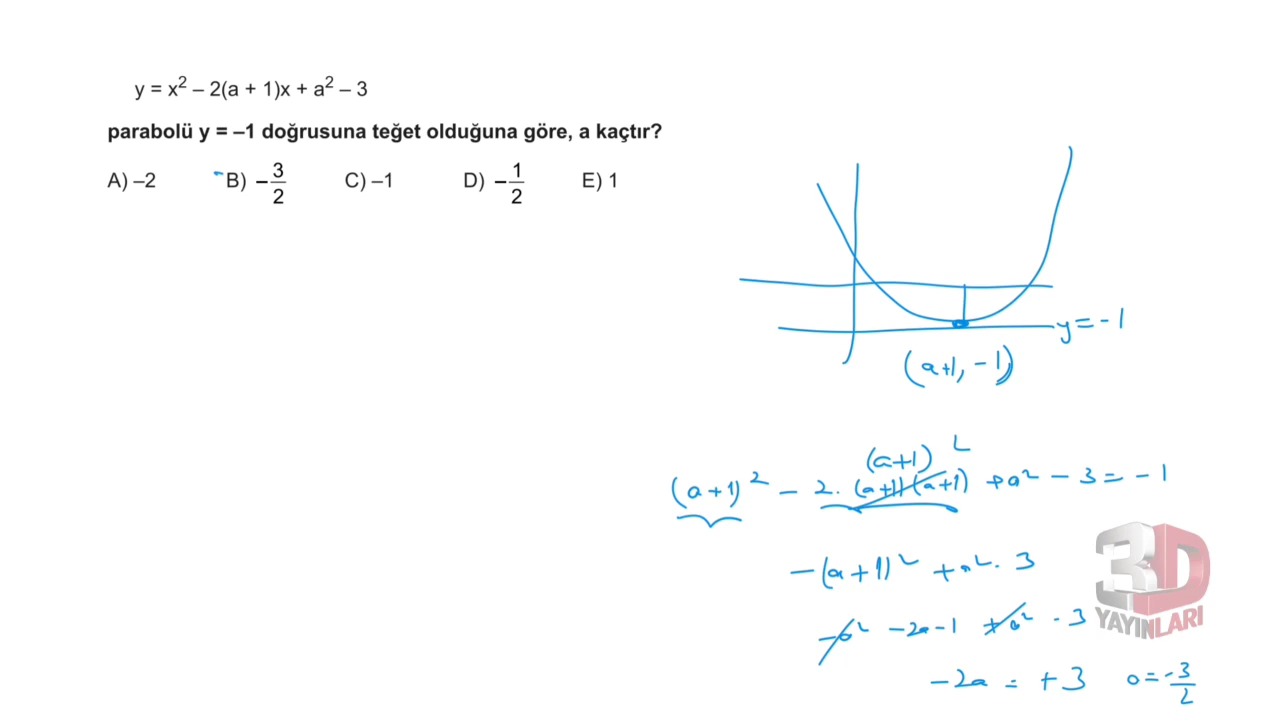 y = x² – 2(a + 1)x + a² – 3
parabolü y = –1 doğrusuna teğet olduğuna göre, a kaçtır?
A) –2 B) –3/2 C) –1 D) –1/2 E) 1
y = -1
(a+1, -1)
(a+1)²
(a+1)² - 2.(a+1)(a+1) + a² - 3 = -1
-(a+1)² + a² - 3
-a² -2a -1 + a² - 3
-2a = +3 a = -3/2
3D
YAYINLARI